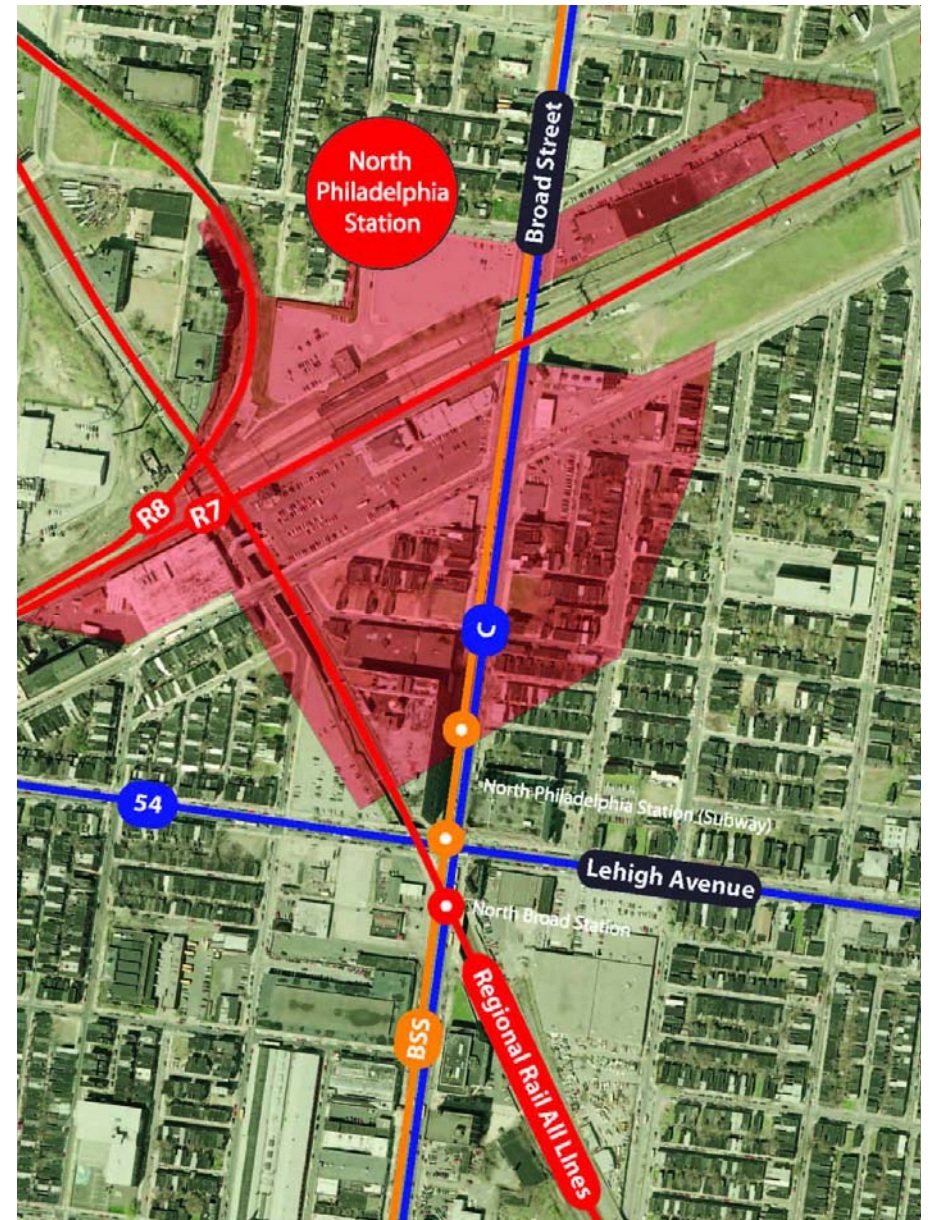 North
Philadelphia
Station
Broad Street
R8
R7
C
54
North Philadelphia Station (Subway)
Lehigh Avenue
North Broad Station
BSS
Regional Rail All LInes